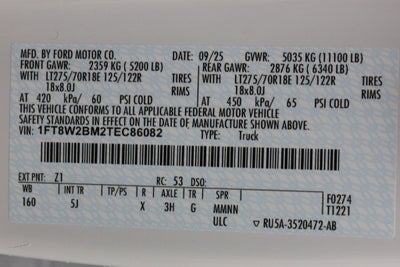 MFD. BY FORD MOTOR CO. 09/25 GVWR: 5035 KG (11100 LB)
FRONT GAWR: 2359 KG (5200 LB) REAR GAWR: 2876 KG (6340 LB)
WITH LT275/70R18E 125/122R TIRES WITH LT275/70R18E 125/122R TIRES
18x8.0J RIMS 18x8.0J RIMS
AT 420 kPa/ 60 PSI COLD AT 450 kPa/ 65 PSI COLD
THIS VEHICLE CONFORMS TO ALL APPLICABLE FEDERAL MOTOR VEHICLE
SAFETY STANDARDS IN EFFECT ON THE DATE OF MANUFACTURE SHOWN ABOVE.
VIN: 1FT8W2BM2TEC86082 TYPE: Truck
EXT PNT: Z1 RC: 53 DSO:
WB INT TR R AXLE TR SPR F0274
160 5J X 3H G MMNN T1221
ULC RU5A-3520472-AB